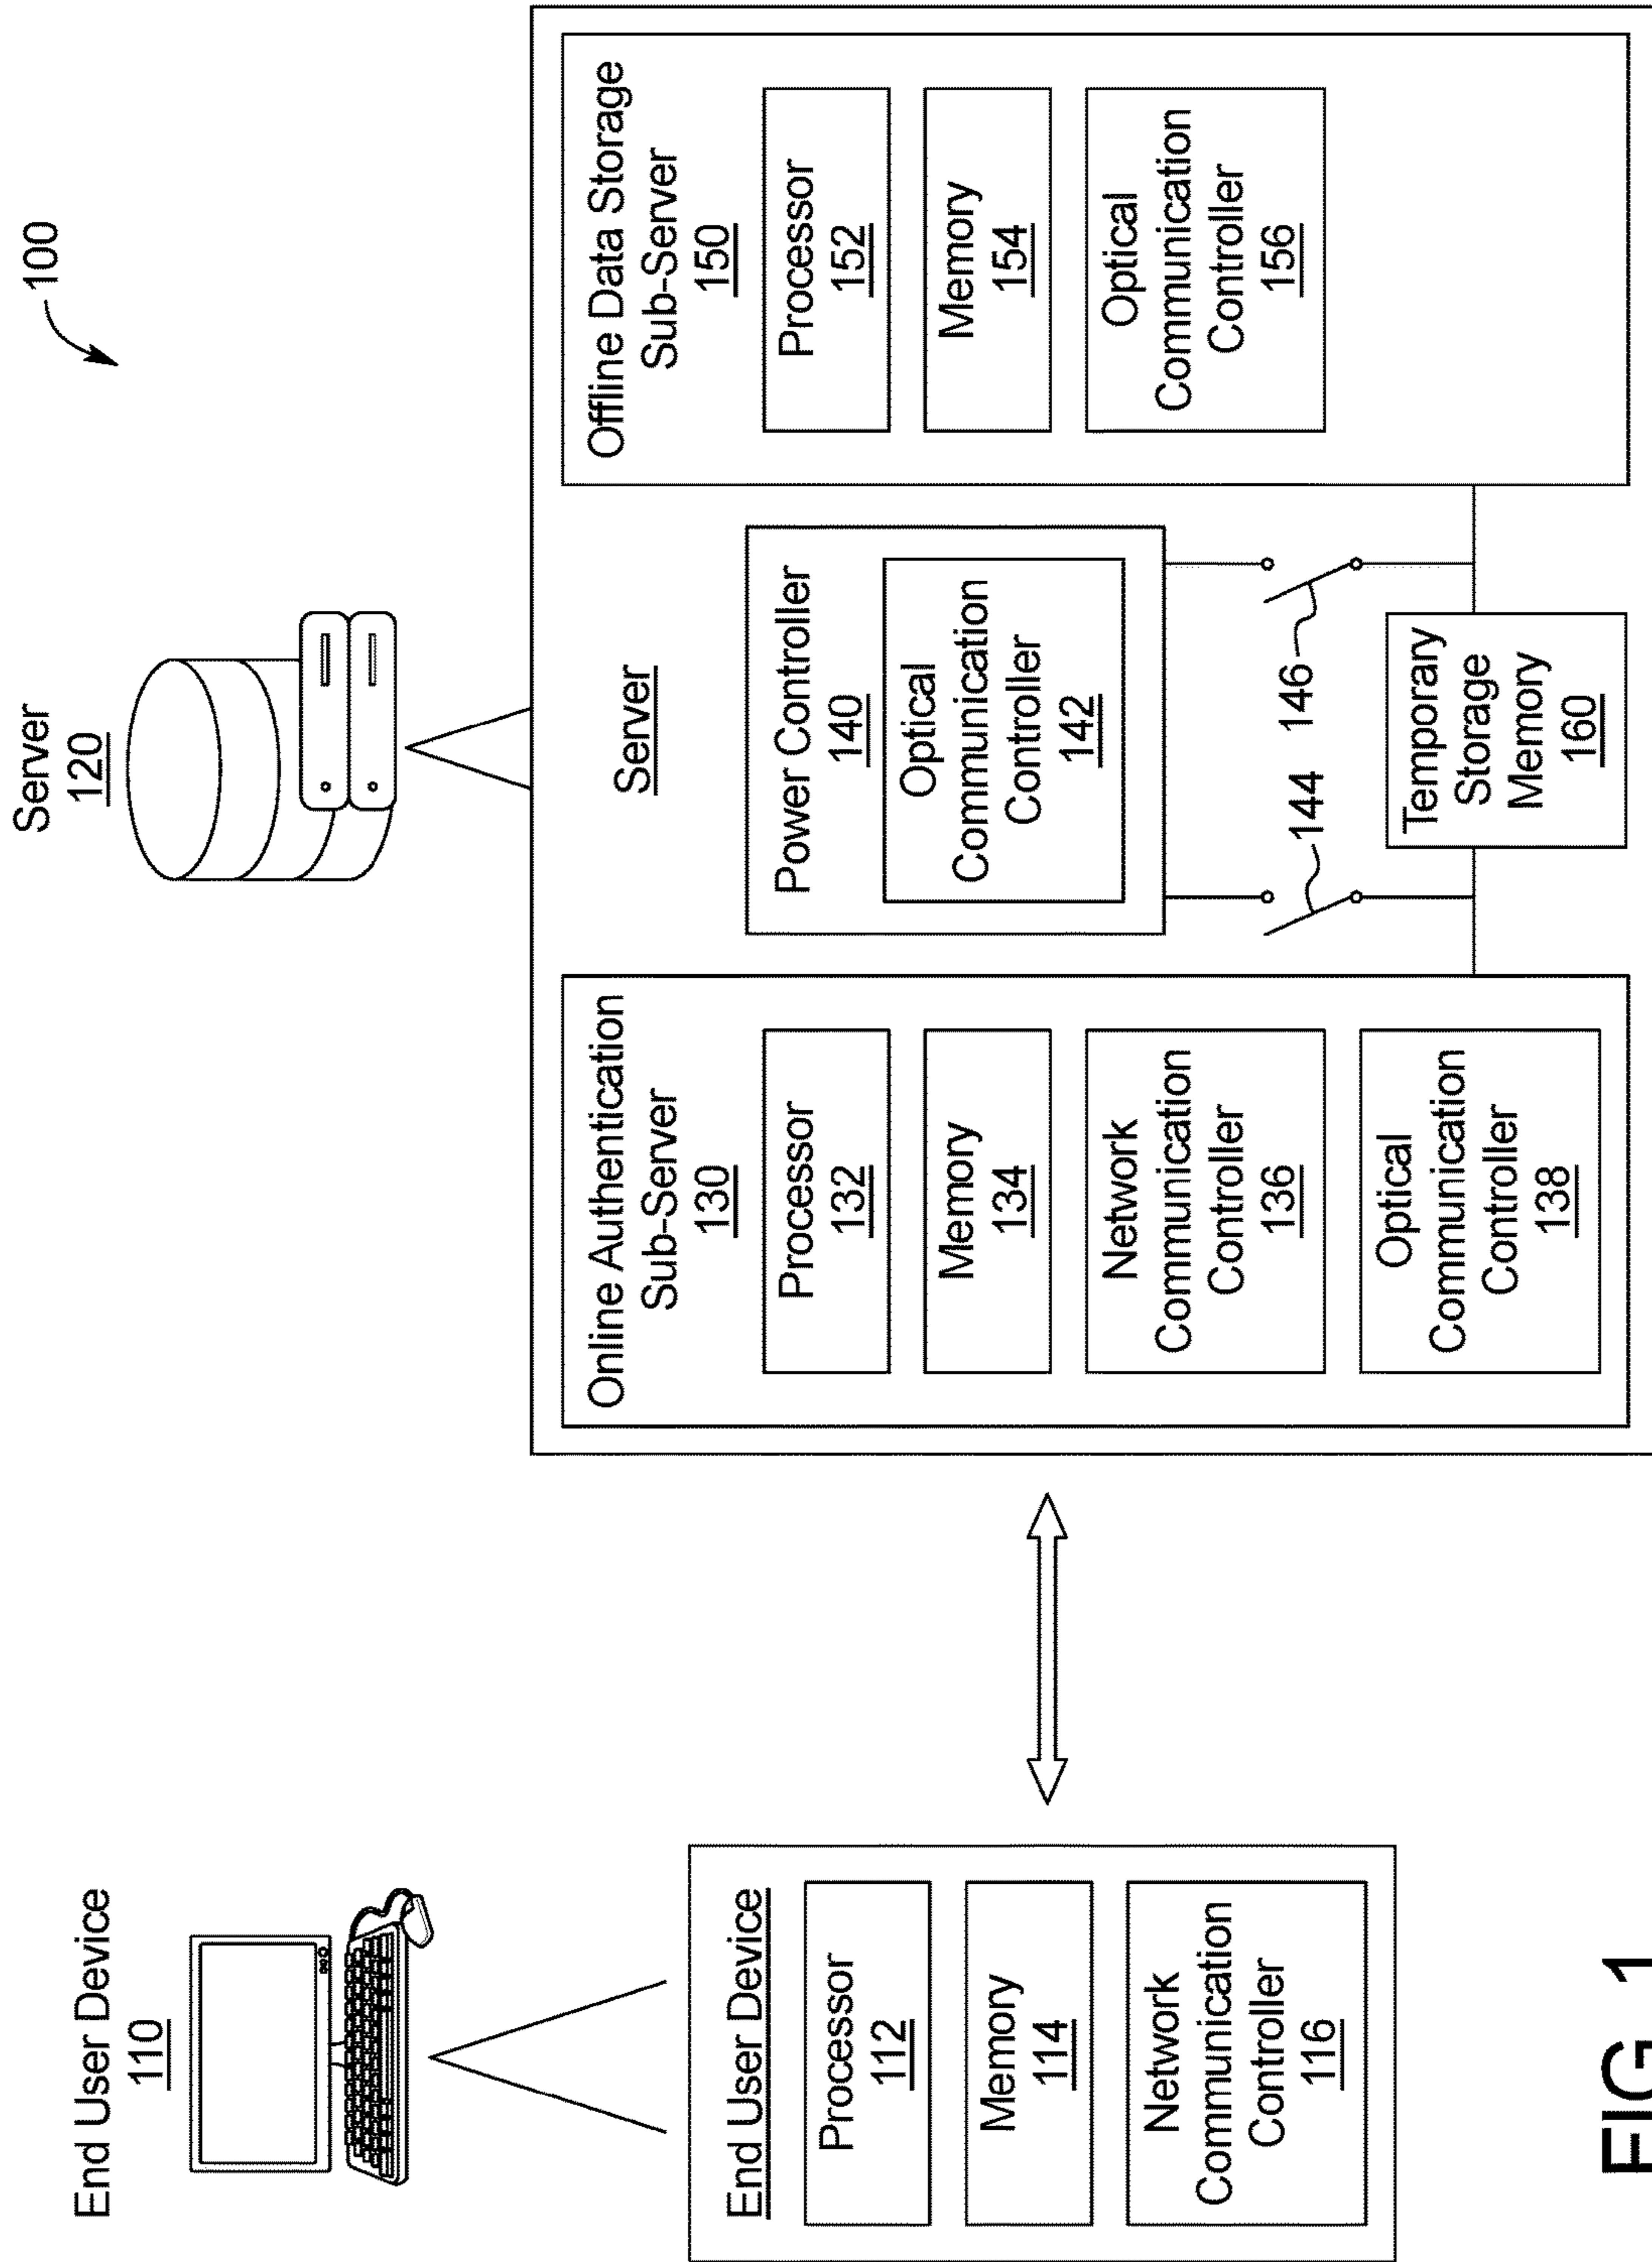 100
End User Device
110
Server
120
End User Device
Processor
112
Memory
114
Network
Communication
Controller
116
Online Authentication
Sub-Server
130
Processor
132
Memory
134
Network
Communication
Controller
136
Optical
Communication
Controller
138
Server
Power Controller
140
Optical
Communication
Controller
142
144
146
Temporary
Storage
Memory
160
Offline Data Storage
Sub-Server
150
Processor
152
Memory
154
Optical
Communication
Controller
156
FIG. 1